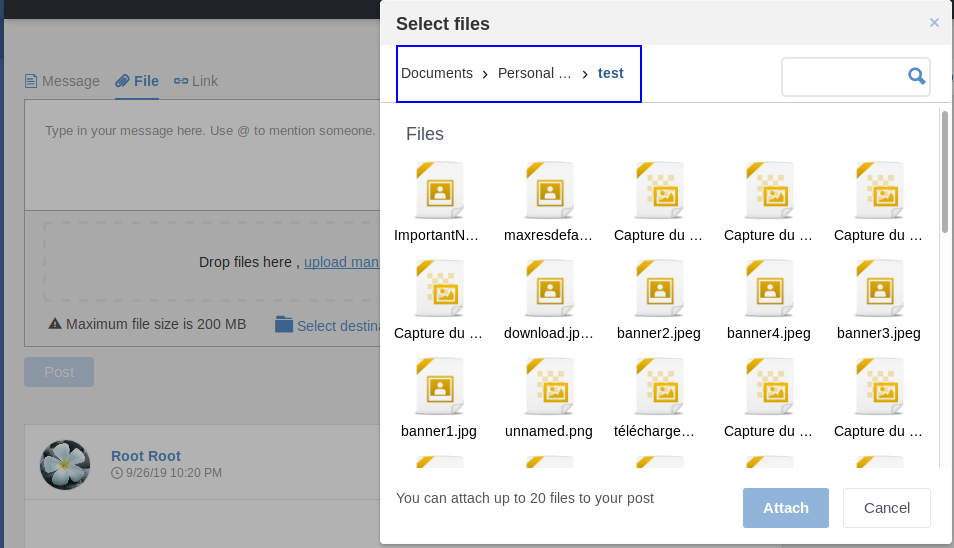 Select files
×
Documents > Personal ... > test
Message File Link
Type in your message here. Use @ to mention someone.
Files
ImportantN... maxresdefa... Capture du ... Capture du ... Capture du ...
Drop files here , upload man
Capture du ... download.jp... banner2.jpeg banner4.jpeg banner3.jpeg
Maximum file size is 200 MB Select destina
Post
banner1.jpg unnamed.png télécharge... Capture du ... Capture du ...
Root Root
9/26/19 10:20 PM
You can attach up to 20 files to your post
Attach Cancel